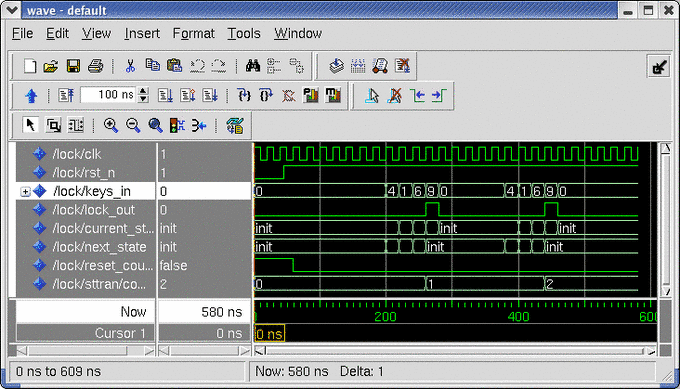 wave - default
File Edit View Insert Format Tools Window
100 ns
/lock/clk 1
/lock/rst_n 1
/lock/keys_in 0 0 4 1 6 9 0 4 1 6 9 0
/lock/lock_out 0
/lock/current_st... init init init init
/lock/next_state init init init init
/lock/reset_cou... false
/lock/sttran/co... 2 0 1 2
Now 580 ns 200 400 600
Cursor 1 0 ns 0 ns
0 ns to 609 ns Now: 580 ns Delta: 1